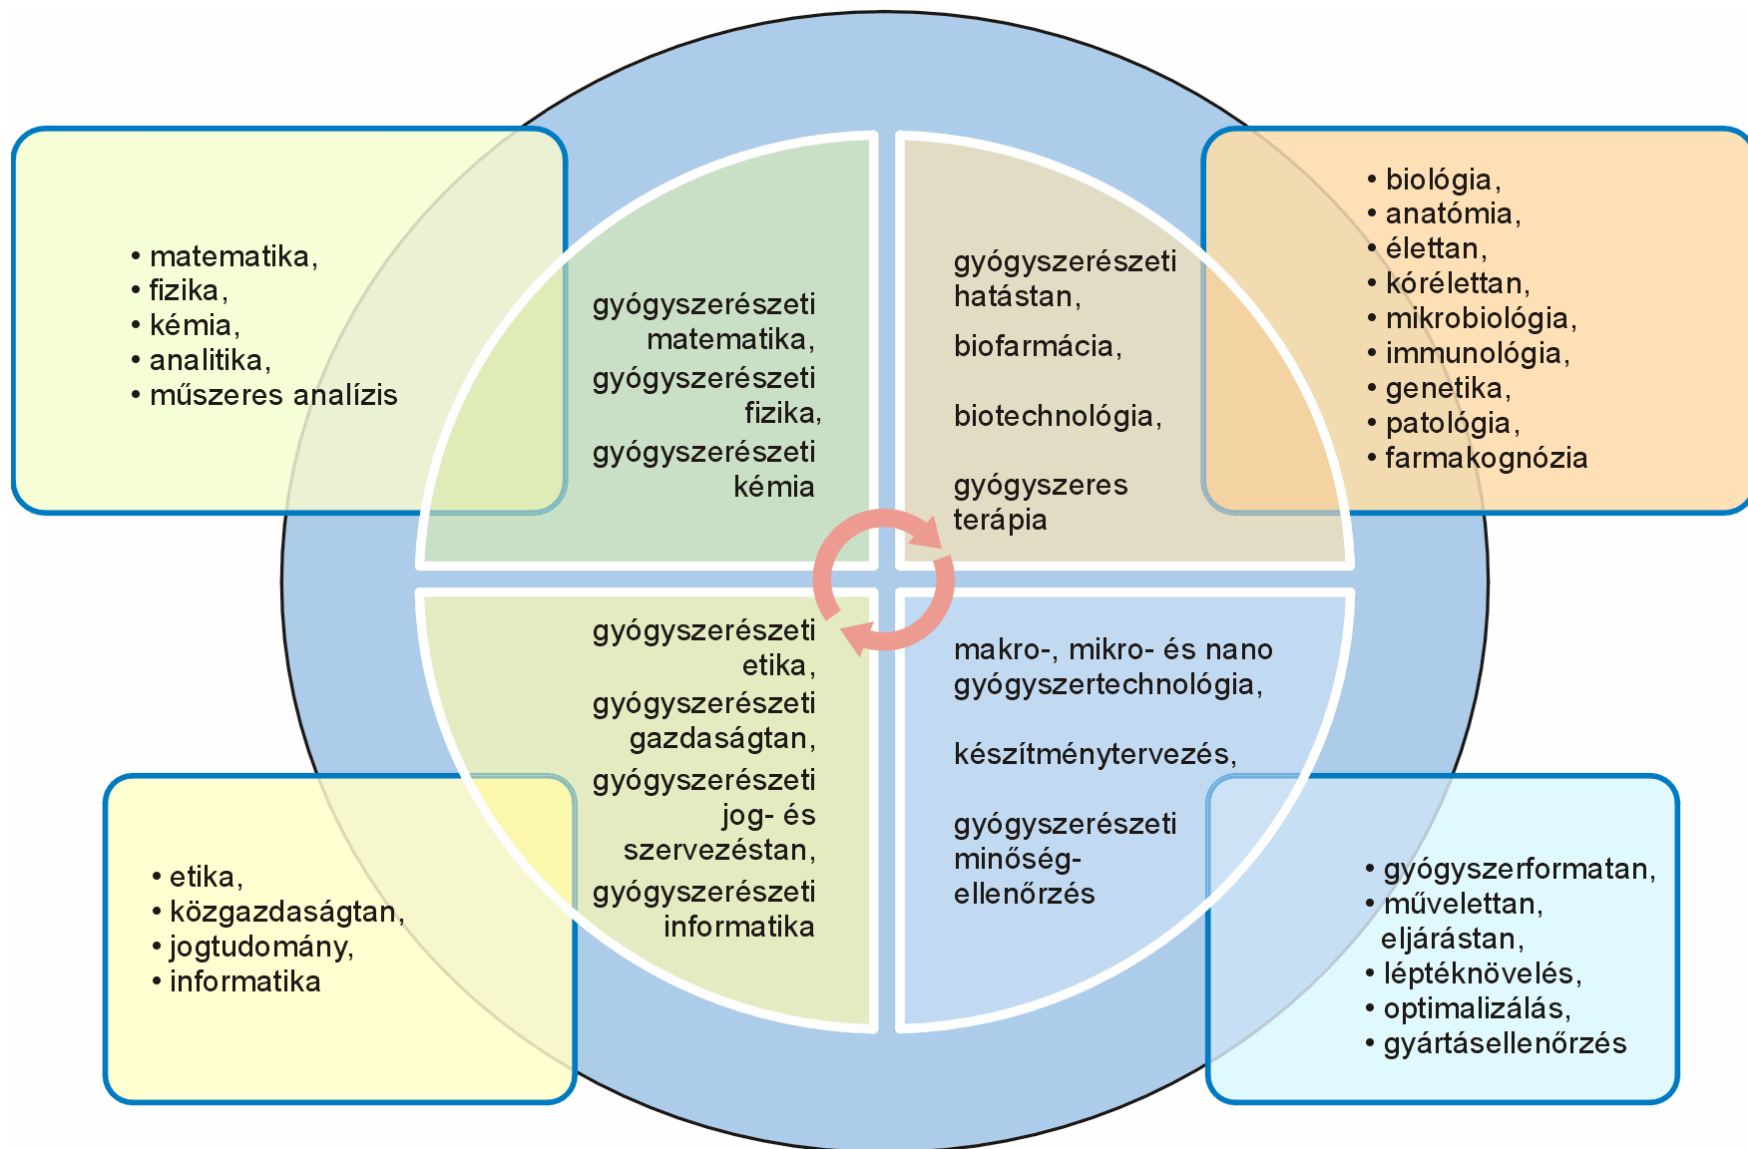 • matematika,
• fizika,
• kémia,
• analitika,
• műszeres analízis
gyógyszerészeti
matematika,
gyógyszerészeti
fizika,
gyógyszerészeti
kémia
gyógyszerészeti
hatástan,
biofarmácia,
biotechnológia,
gyógyszeres
terápia
• biológia,
• anatómia,
• élettan,
• kórélettan,
• mikrobiológia,
• immunológia,
• genetika,
• patológia,
• farmakognózia
• etika,
• közgazdaságtan,
• jogtudomány,
• informatika
gyógyszerészeti
etika,
gyógyszerészeti
gazdaságtan,
gyógyszerészeti
jog- és
szervezéstan,
gyógyszerészeti
informatika
makro-, mikro- és nano
gyógyszertechnológia,
készítménytervezés,
gyógyszerészeti
minőség-
ellenőrzés
• gyógyszerformatan,
• művelettan,
eljárástan,
• léptéknövelés,
• optimalizálás,
• gyártásellenőrzés